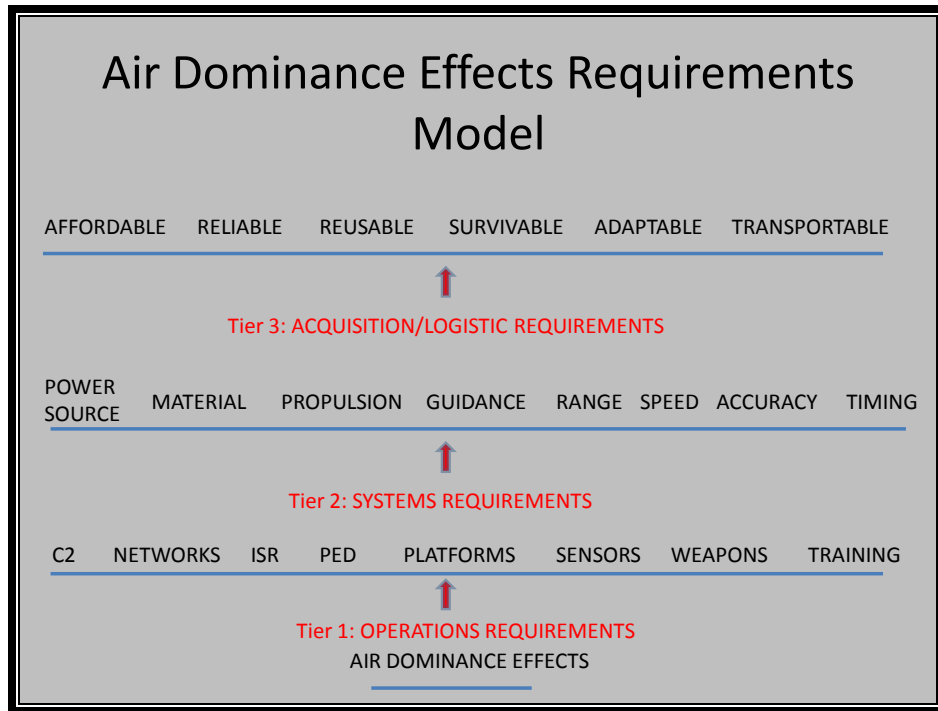 Air Dominance Effects Requirements
Model
AFFORDABLE RELIABLE REUSABLE SURVIVABLE ADAPTABLE TRANSPORTABLE
Tier 3: ACQUISITION/LOGISTIC REQUIREMENTS
POWER
SOURCE MATERIAL PROPULSION GUIDANCE RANGE SPEED ACCURACY TIMING
Tier 2: SYSTEMS REQUIREMENTS
C2 NETWORKS ISR PED PLATFORMS SENSORS WEAPONS TRAINING
Tier 1: OPERATIONS REQUIREMENTS
AIR DOMINANCE EFFECTS